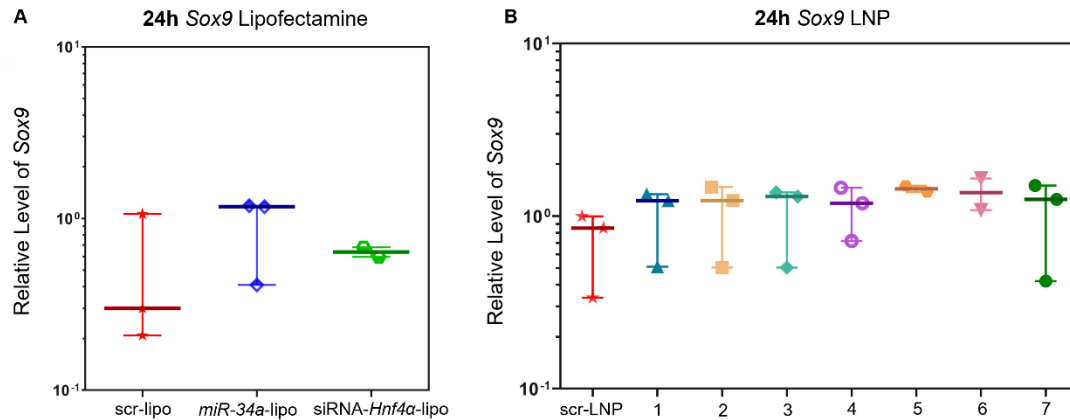 A
24h Sox9 Lipofectamine
Relative Level of Sox9
10¹
10⁰
10⁻¹
scr-lipo
miR-34a-lipo
siRNA-Hnf4α-lipo
B
24h Sox9 LNP
Relative Level of Sox9
10¹
10⁰
10⁻¹
scr-LNP
1
2
3
4
5
6
7